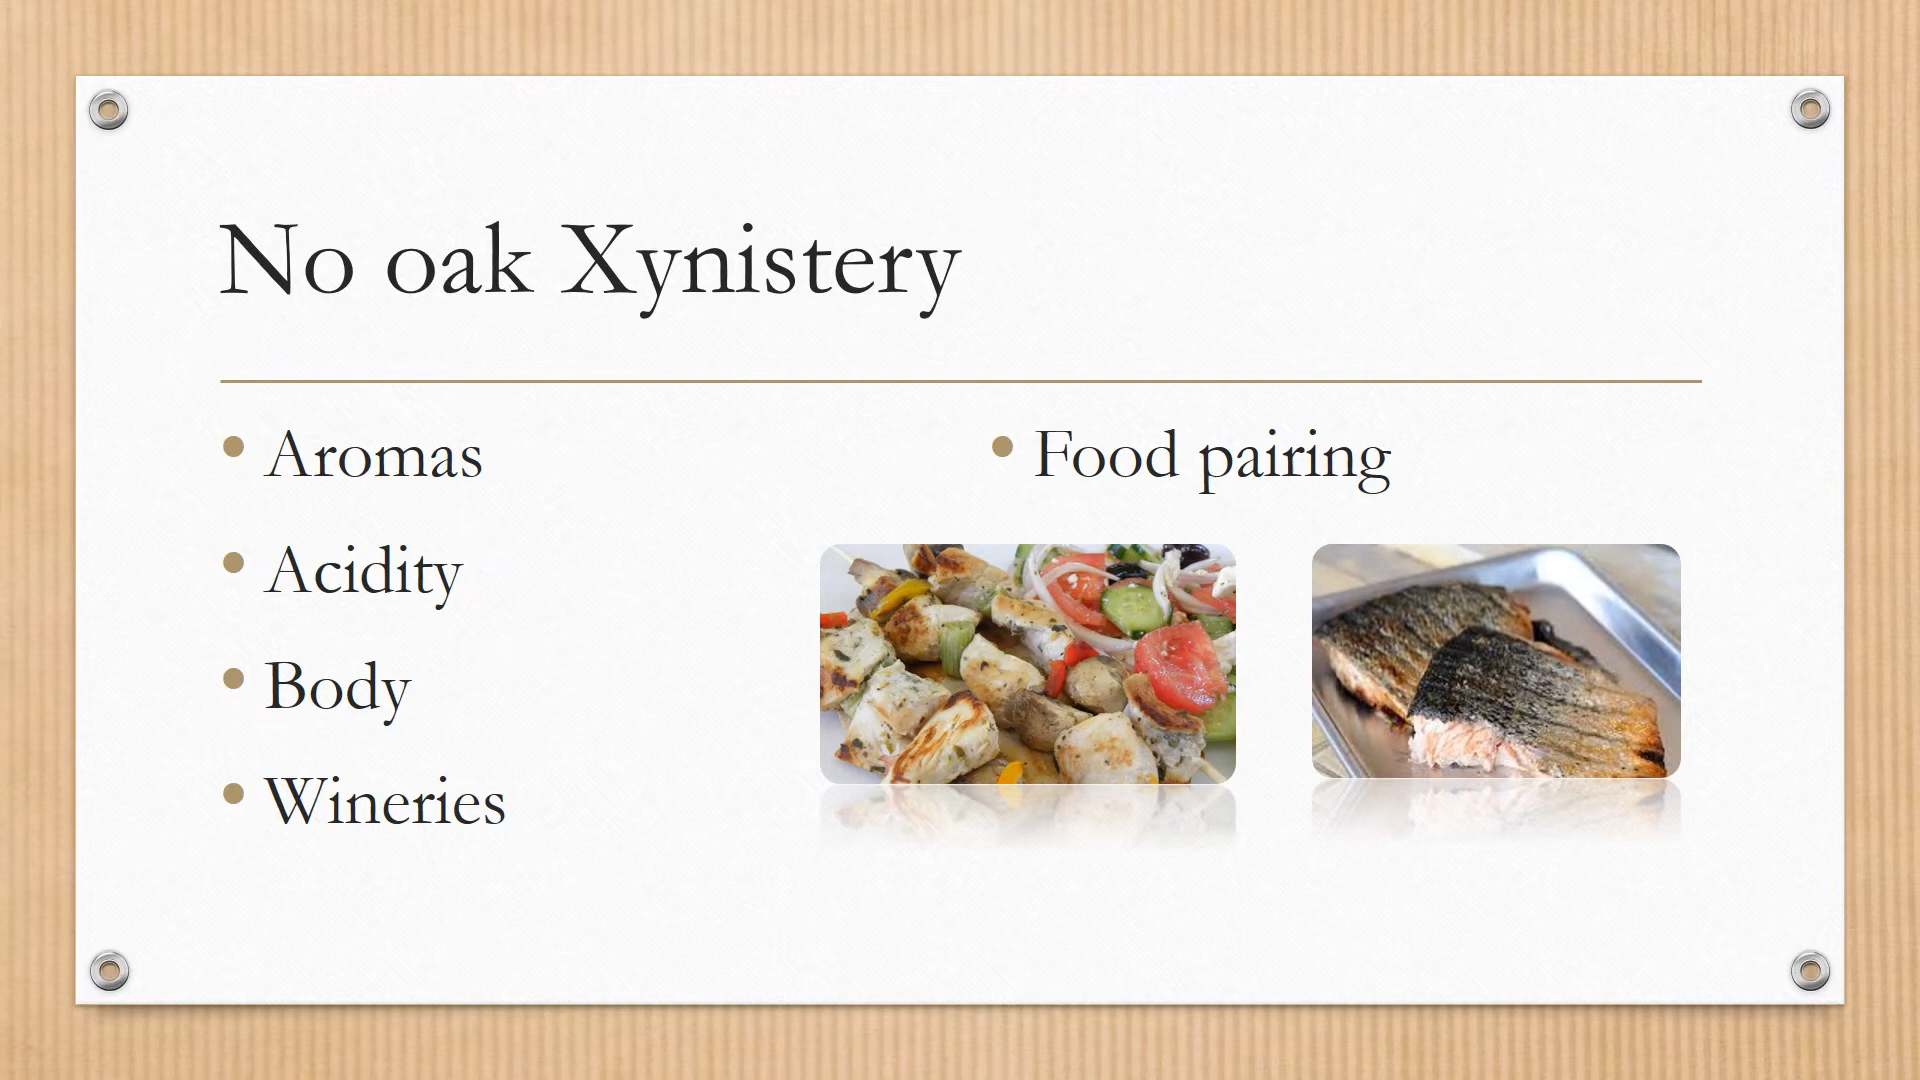 No oak Xynistery
Aromas
Acidity
Body
Wineries
Food pairing